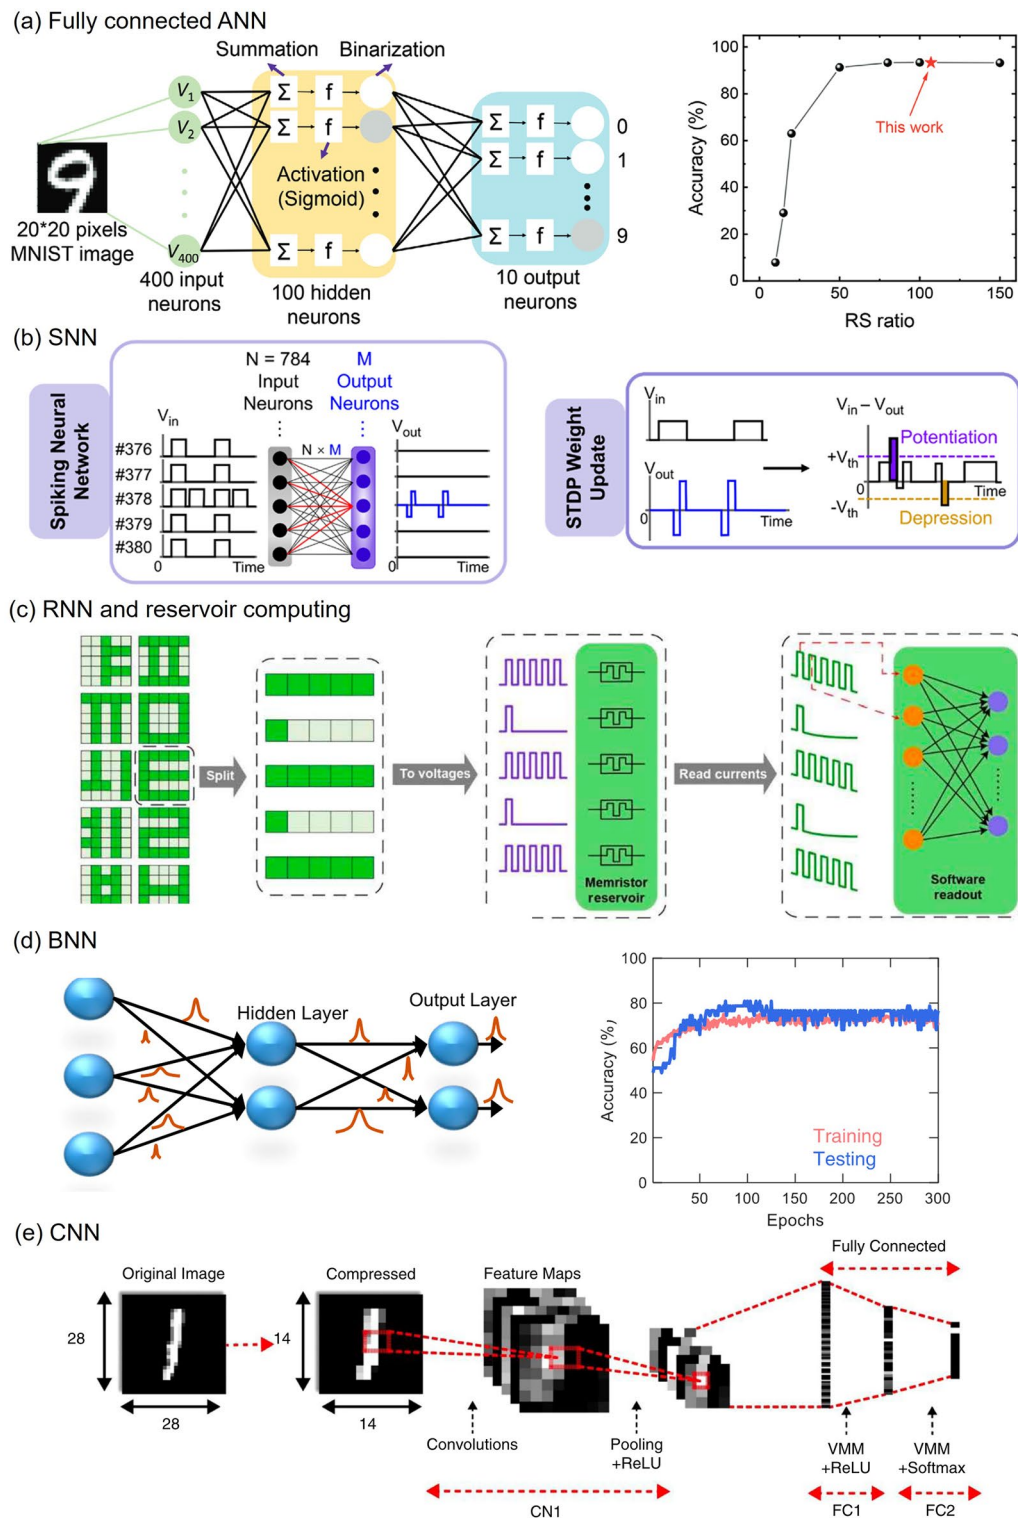 (a) Fully connected ANN
Summation
Binarization
V1
V2
V400
Σ
f
Σ
f
Σ
f
Activation
(Sigmoid)
Σ
f
0
Σ
f
1
Σ
f
9
20*20 pixels
MNIST image
400 input
neurons
100 hidden
neurons
10 output
neurons
Accuracy (%)
100
80
60
40
20
0
This work
0
50
100
150
RS ratio
(b) SNN
Spiking Neural
Network
N = 784
Input
Neurons
M
Output
Neurons
Vin
#376
#377
#378
#379
#380
0
Time
N × M
Vout
0
Time
STDP Weight
Update
Vin
Vout
0
Time
Vin – Vout
Potentiation
+Vth
0
Time
-Vth
Depression
(c) RNN and reservoir computing
Split
To voltages
Memristor
reservoir
Read currents
Software
readout
(d) BNN
Hidden Layer
Output Layer
Accuracy (%)
100
80
60
40
20
0
Training
Testing
50
100
150
200
250
300
Epochs
(e) CNN
Original Image
28
28
Compressed
14
14
Feature Maps
Fully Connected
Convolutions
Pooling
+ReLU
CN1
VMM
+ReLU
VMM
+Softmax
FC1
FC2